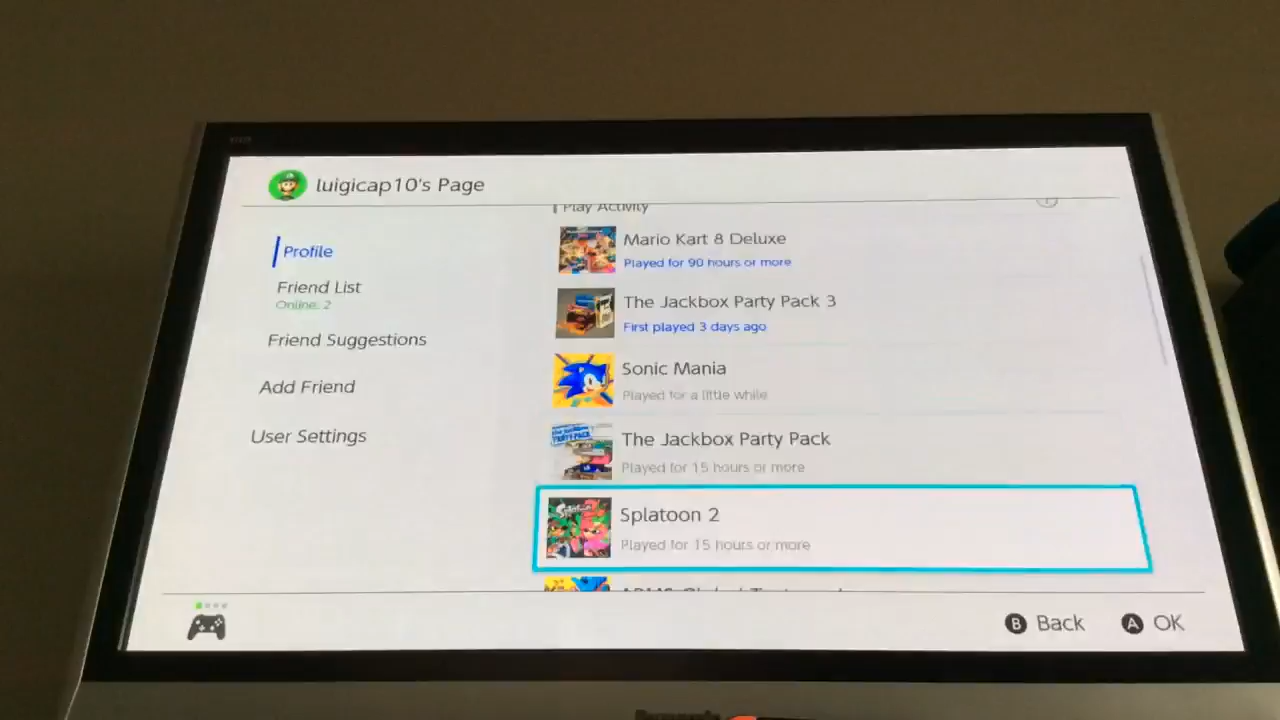 luigicap10's Page
Play Activity
Profile
Friend List
Online: 2
Friend Suggestions
Add Friend
User Settings
Mario Kart 8 Deluxe
Played for 90 hours or more
The Jackbox Party Pack 3
First played 3 days ago
Sonic Mania
Played for a little while
The Jackbox Party Pack
Played for 15 hours or more
Splatoon 2
Played for 15 hours or more
B Back
A OK